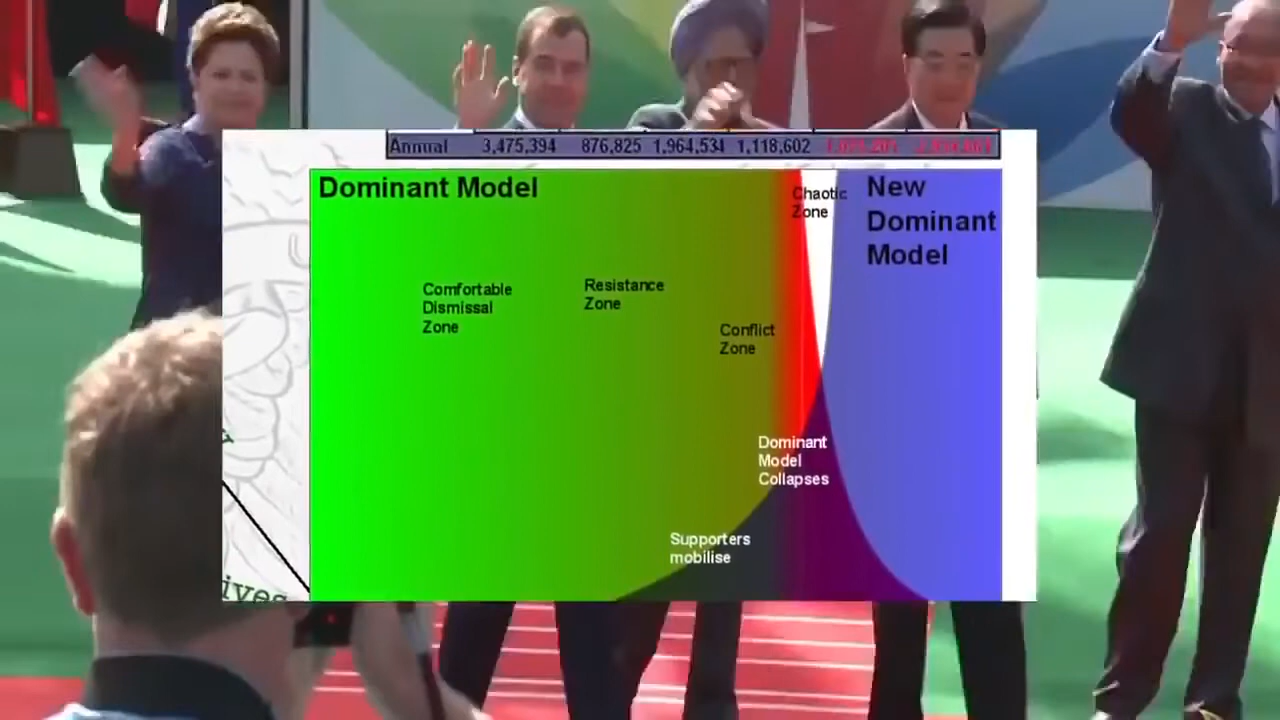 Annual 3,475,394 876,825 1,964,534 1,118,602
Dominant Model
Chaotic
Zone
New
Dominant
Model
Comfortable
Dismissal
Zone
Resistance
Zone
Conflict
Zone
Dominant
Model
Collapses
Supporters
mobilise
ives